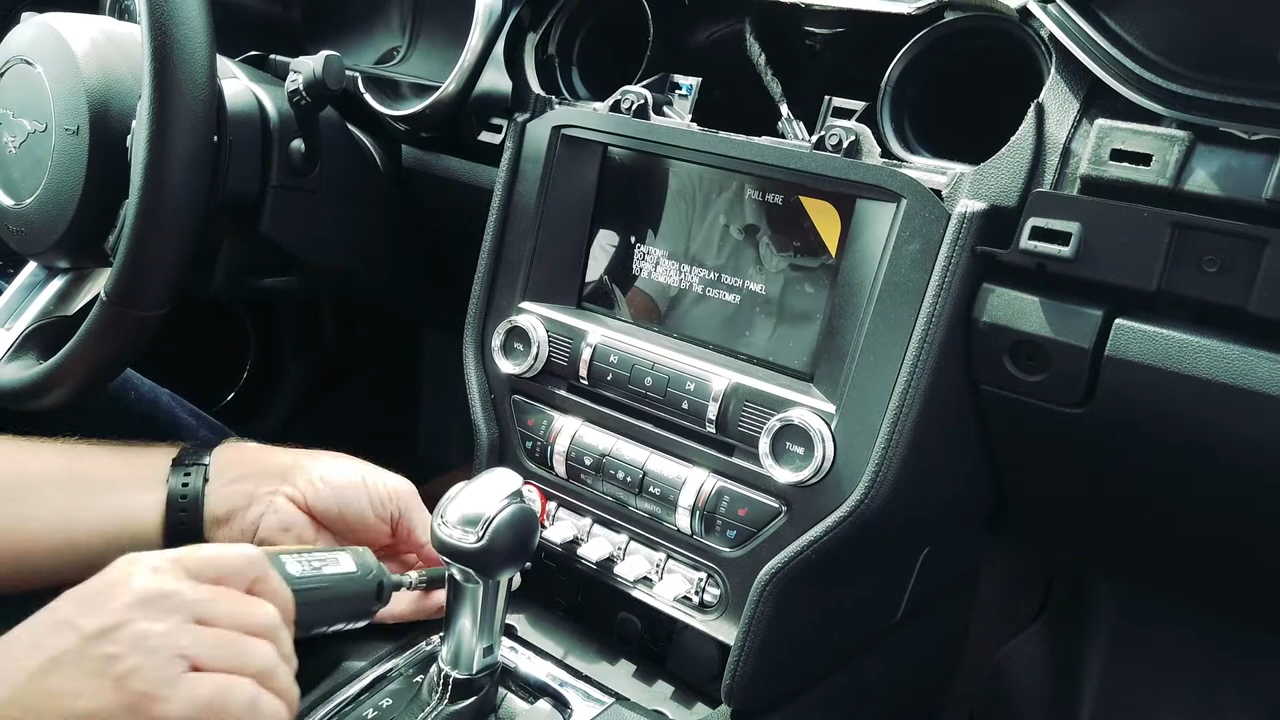 PULL HERE
CAUTION!!!
DO NOT TOUCH ON DISPLAY TOUCH PANEL
DURING INSTALLATION
TO BE REMOVED BY THE CUSTOMER
VOL
TUNE
A/C
AUTO
P
R
N